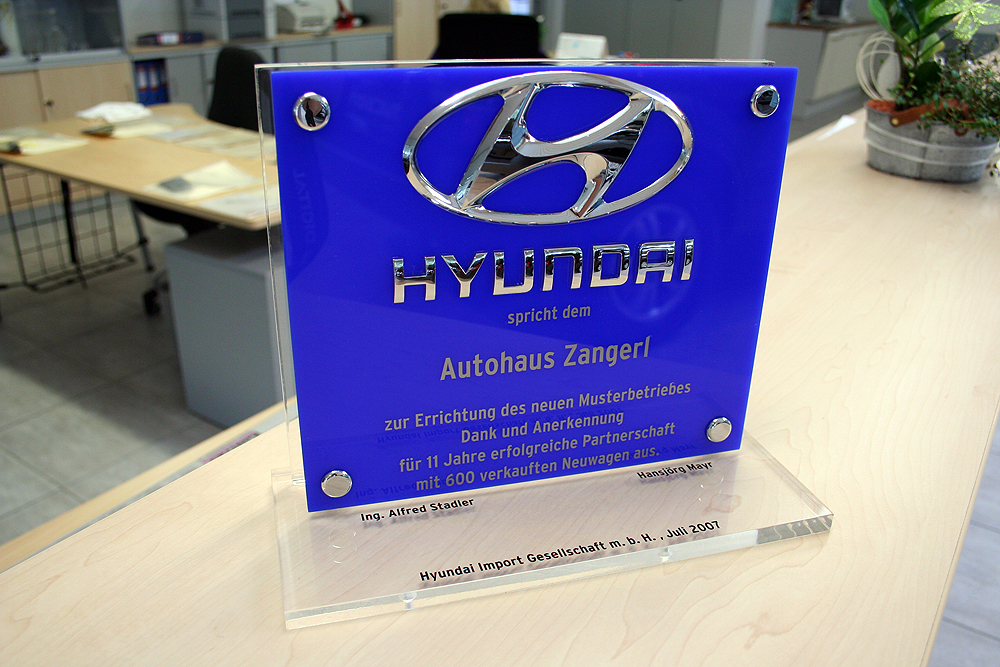 HYUNDAI
spricht dem
Autohaus Zangerl
zur Errichtung des neuen Musterbetriebes
Dank und Anerkennung
für 11 Jahre erfolgreiche Partnerschaft
mit 600 verkauften Neuwagen aus.
Ing. Alfred Stadler
Hansjörg Mayr
Hyundai Import Gesellschaft m. b. H. , Juli 2007